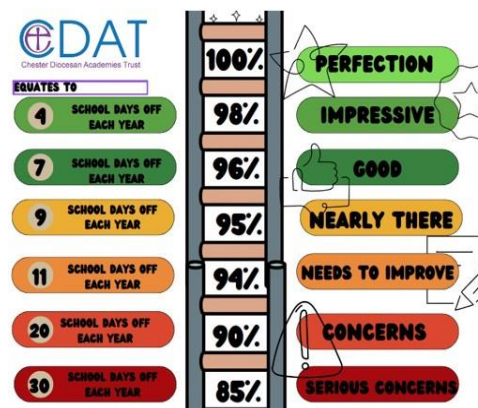 CDAT
Chester Diocesan Academies Trust
EQUATES TO
100%
PERFECTION
4
SCHOOL DAYS OFF
EACH YEAR
98%
IMPRESSIVE
7
SCHOOL DAYS OFF
EACH YEAR
96%
GOOD
9
SCHOOL DAYS OFF
EACH YEAR
95%
NEARLY THERE
11
SCHOOL DAYS OFF
EACH YEAR
94%
NEEDS TO IMPROVE
20
SCHOOL DAYS OFF
EACH YEAR
90%
CONCERNS
30
SCHOOL DAYS OFF
EACH YEAR
85%
SERIOUS CONCERNS